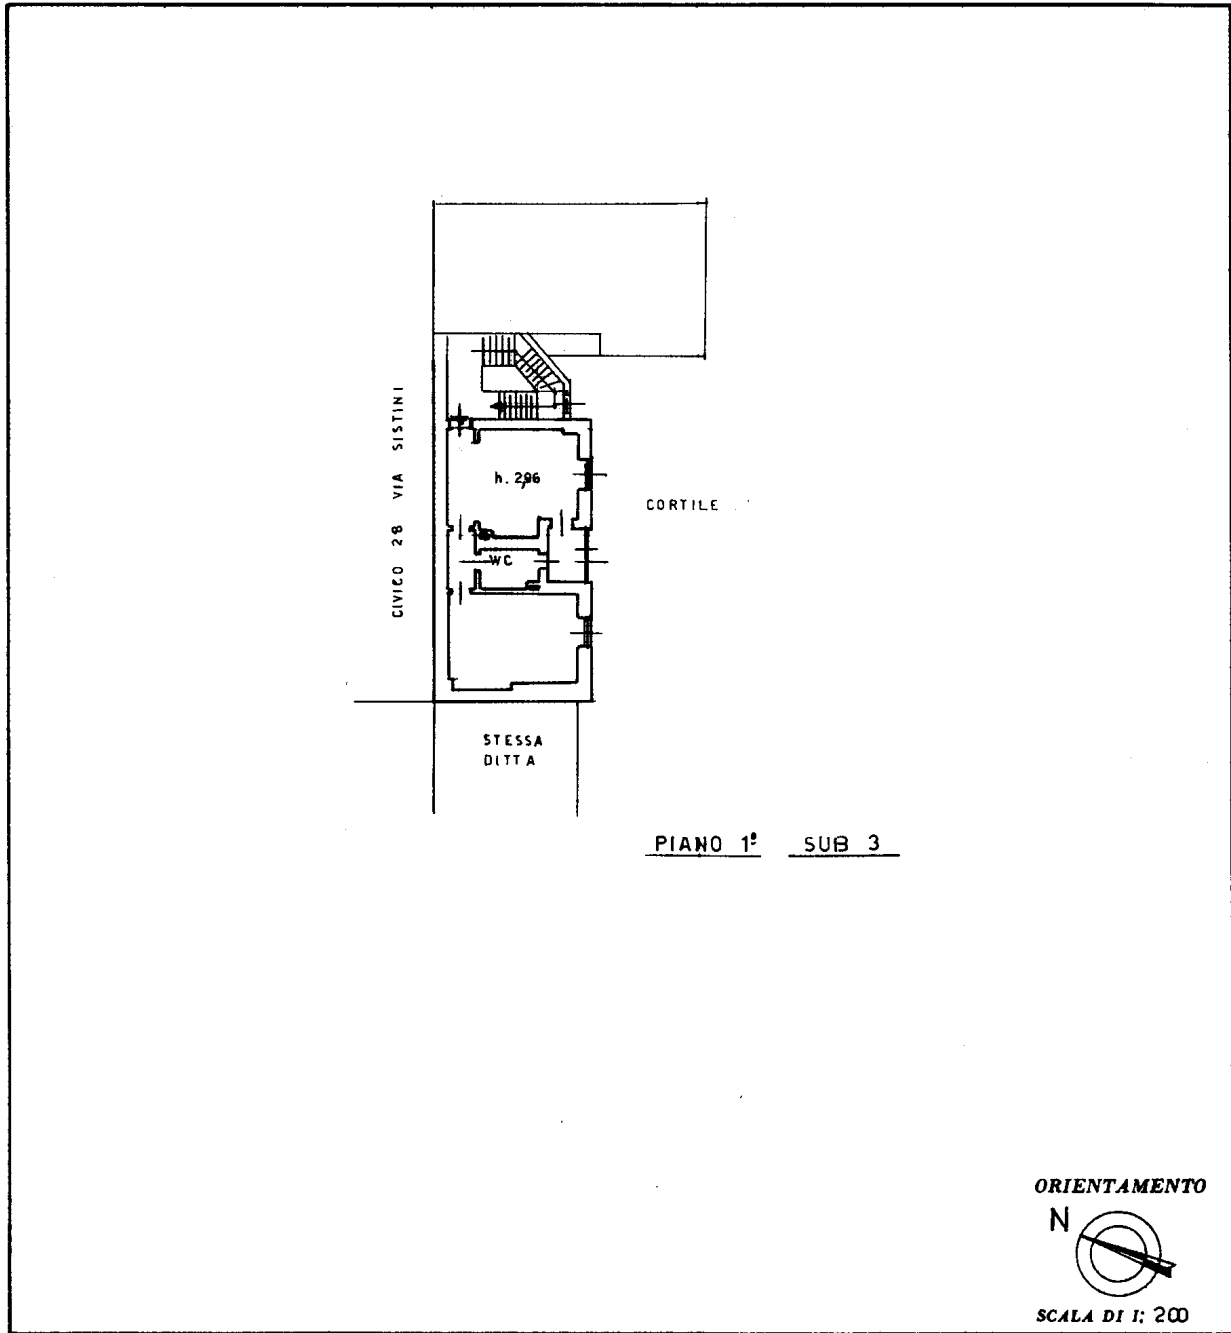 CIVICO 28 VIA SISTINI
h. 2,96
CORTILE
WC
STESSA
DITTA
PIANO 1° SUB 3
ORIENTAMENTO
N
SCALA DI 1: 200